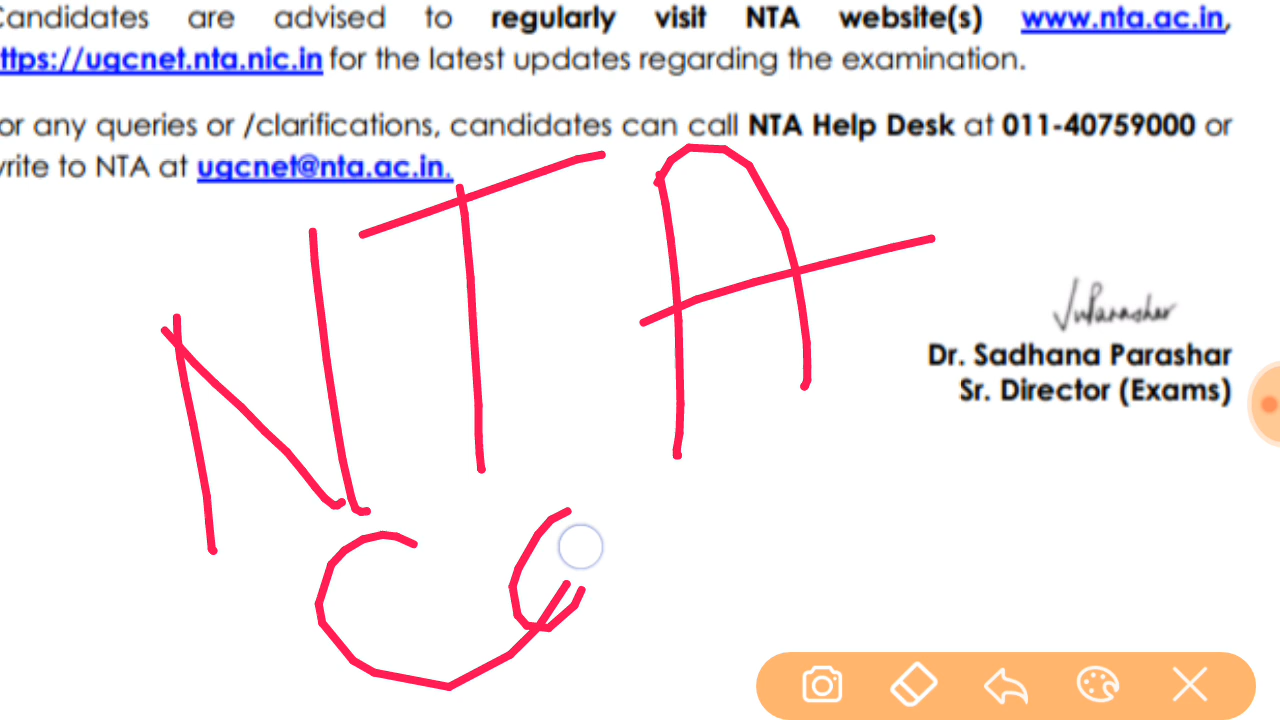 Candidates are advised to regularly visit NTA website(s) www.nta.ac.in,
ttps://ugcnet.nta.nic.in for the latest updates regarding the examination.
or any queries or /clarifications, candidates can call NTA Help Desk at 011-40759000 or
write to NTA at ugcnet@nta.ac.in.
NTA
Dr. Sadhana Parashar
Sr. Director (Exams)